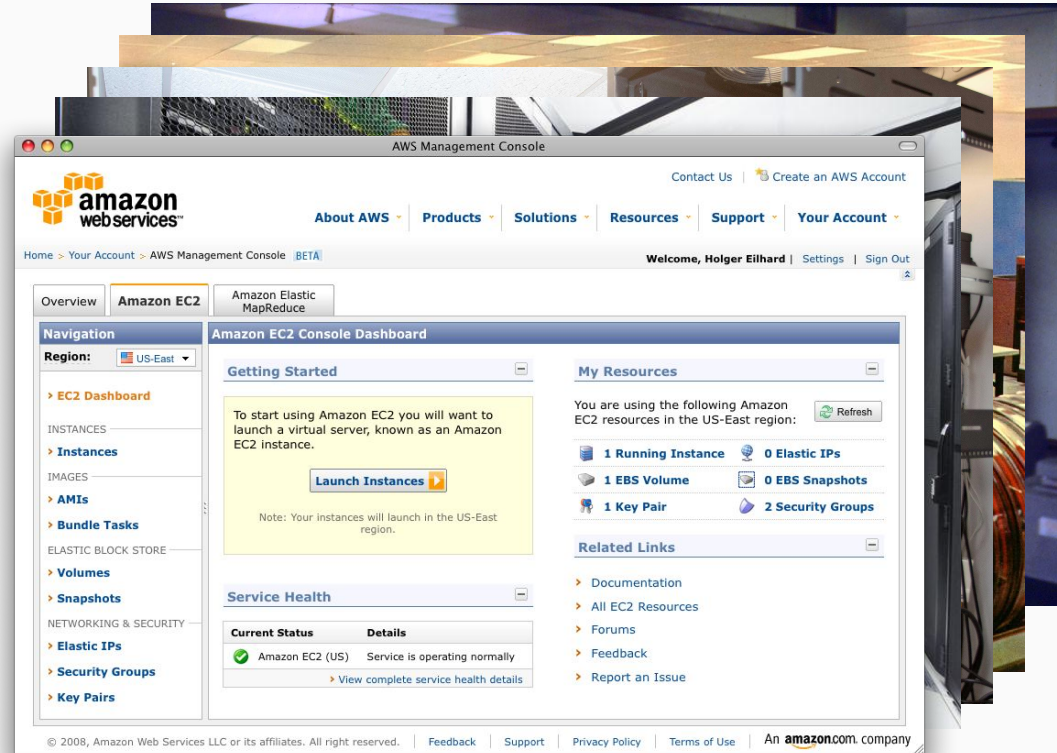 AWS Management Console
Contact Us | Create an AWS Account
amazon
webservices™
About AWS Products Solutions Resources Support Your Account
Home > Your Account > AWS Management Console BETA
Welcome, Holger Eilhard | Settings | Sign Out
Overview Amazon EC2 Amazon Elastic
MapReduce
Navigation
Region: US-East
> EC2 Dashboard
INSTANCES
> Instances
IMAGES
> AMIs
> Bundle Tasks
ELASTIC BLOCK STORE
> Volumes
> Snapshots
NETWORKING & SECURITY
> Elastic IPs
> Security Groups
> Key Pairs
Amazon EC2 Console Dashboard
Getting Started
To start using Amazon EC2 you will want to
launch a virtual server, known as an Amazon
EC2 instance.
Launch Instances
Note: Your instances will launch in the US-East
region.
Service Health
Current Status Details
Amazon EC2 (US) Service is operating normally
> View complete service health details
My Resources
You are using the following Amazon
EC2 resources in the US-East region:
Refresh
1 Running Instance 0 Elastic IPs
1 EBS Volume 0 EBS Snapshots
1 Key Pair 2 Security Groups
Related Links
> Documentation
> All EC2 Resources
> Forums
> Feedback
> Report an Issue
© 2008, Amazon Web Services LLC or its affiliates. All right reserved. | Feedback | Support | Privacy Policy | Terms of Use | An amazon.com. company